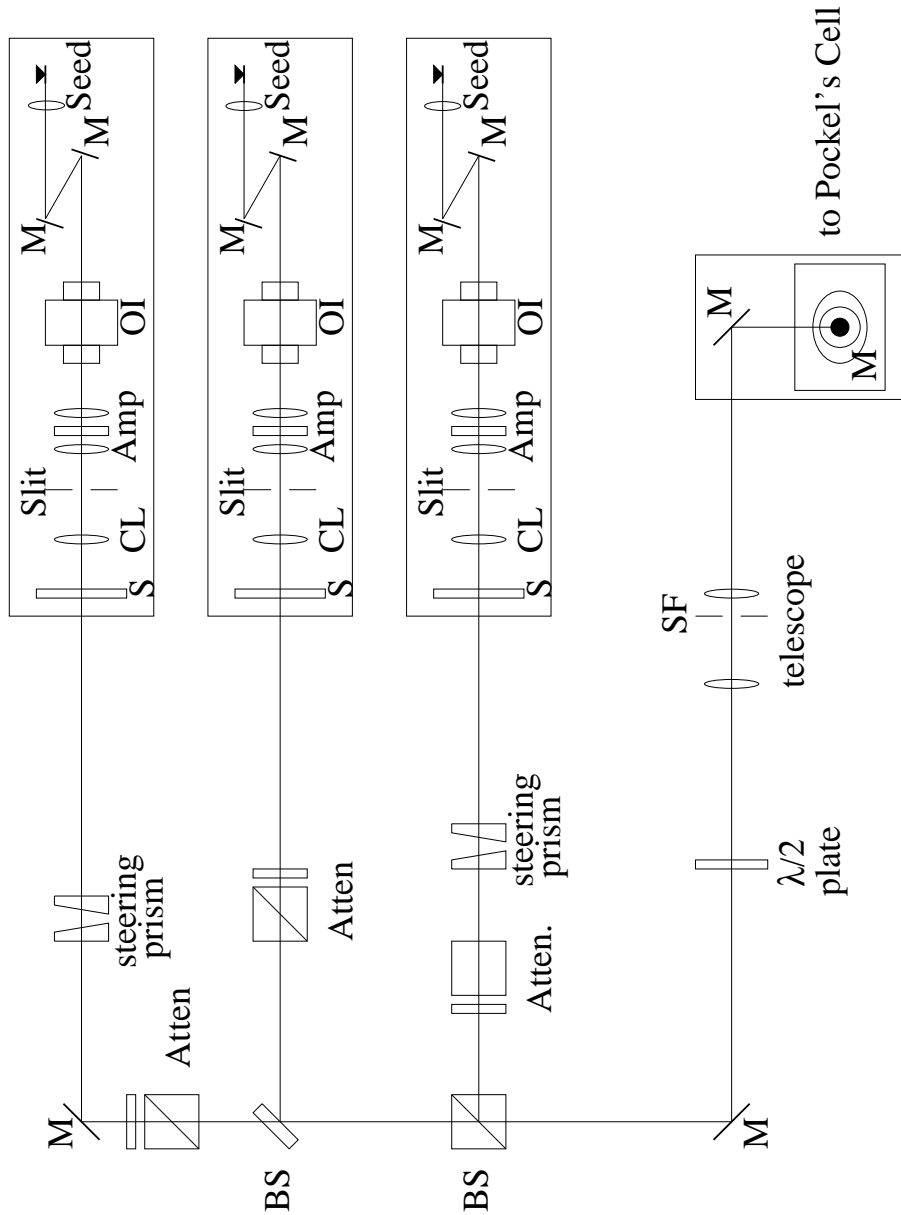 Seed
M
M
OI
Amp
Slit
CL
S
steering
prism
Atten
M
Seed
M
M
OI
Amp
Slit
CL
S
Atten
BS
Seed
M
M
OI
Amp
Slit
CL
S
steering
prism
Atten.
BS
to Pockel's Cell
M
M
SF
telescope
λ/2
plate
M